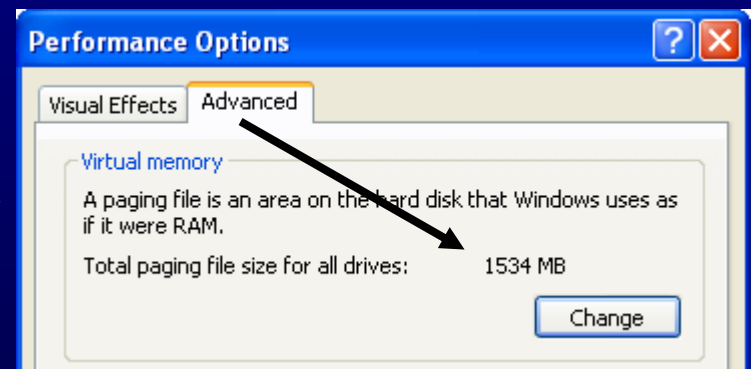 Performance Options
Visual Effects Advanced
Virtual memory
A paging file is an area on the hard disk that Windows uses as
if it were RAM.
Total paging file size for all drives: 1534 MB
Change